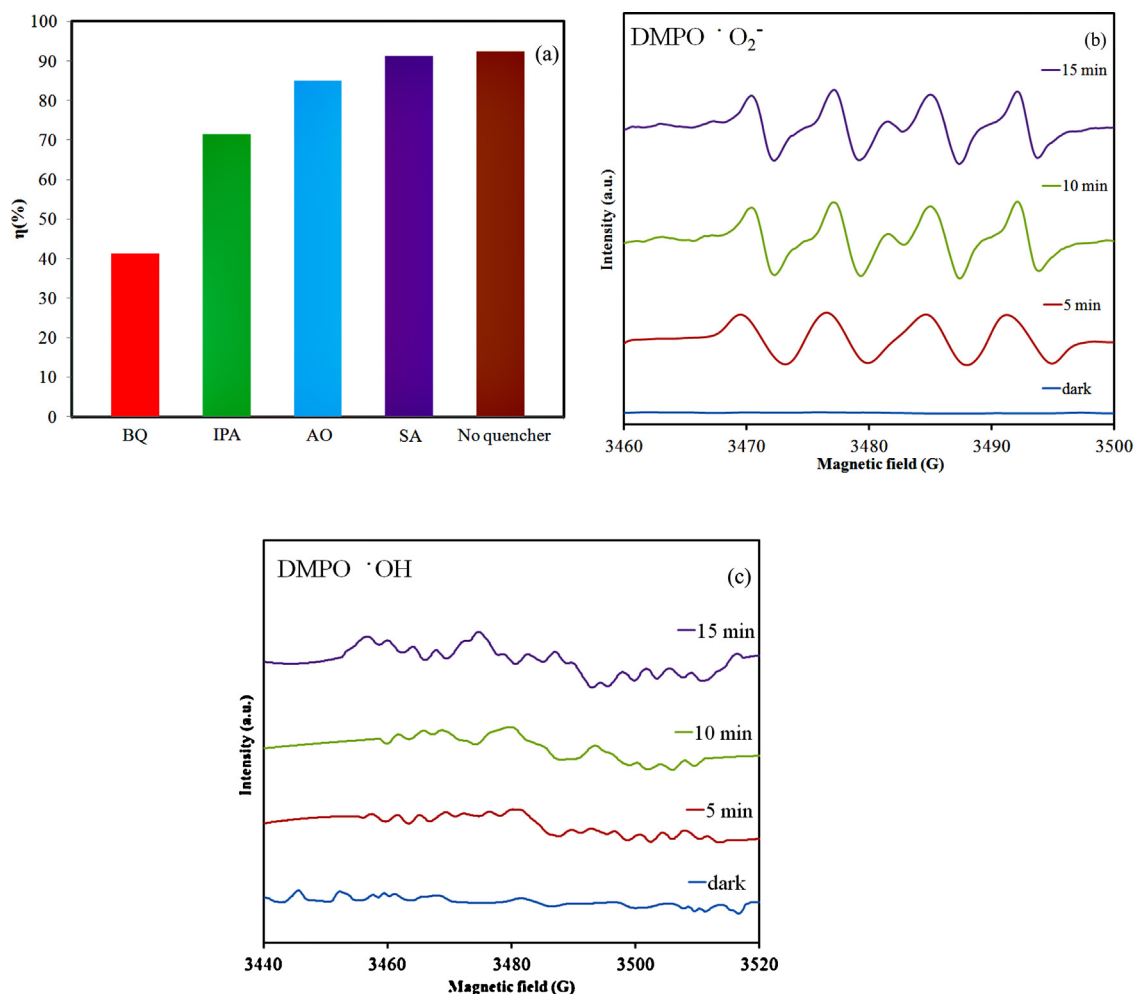 (a)
100
90
80
70
60
50
40
30
20
10
0
η(%)
BQ IPA AO SA No quencher
DMPO ·O₂⁻
(b)
15 min
10 min
5 min
dark
Intensity (a.u.)
3460 3470 3480 3490 3500
Magnetic field (G)
DMPO ·OH
(c)
15 min
10 min
5 min
dark
Intensity (a.u.)
3440 3460 3480 3500 3520
Magnetic field (G)